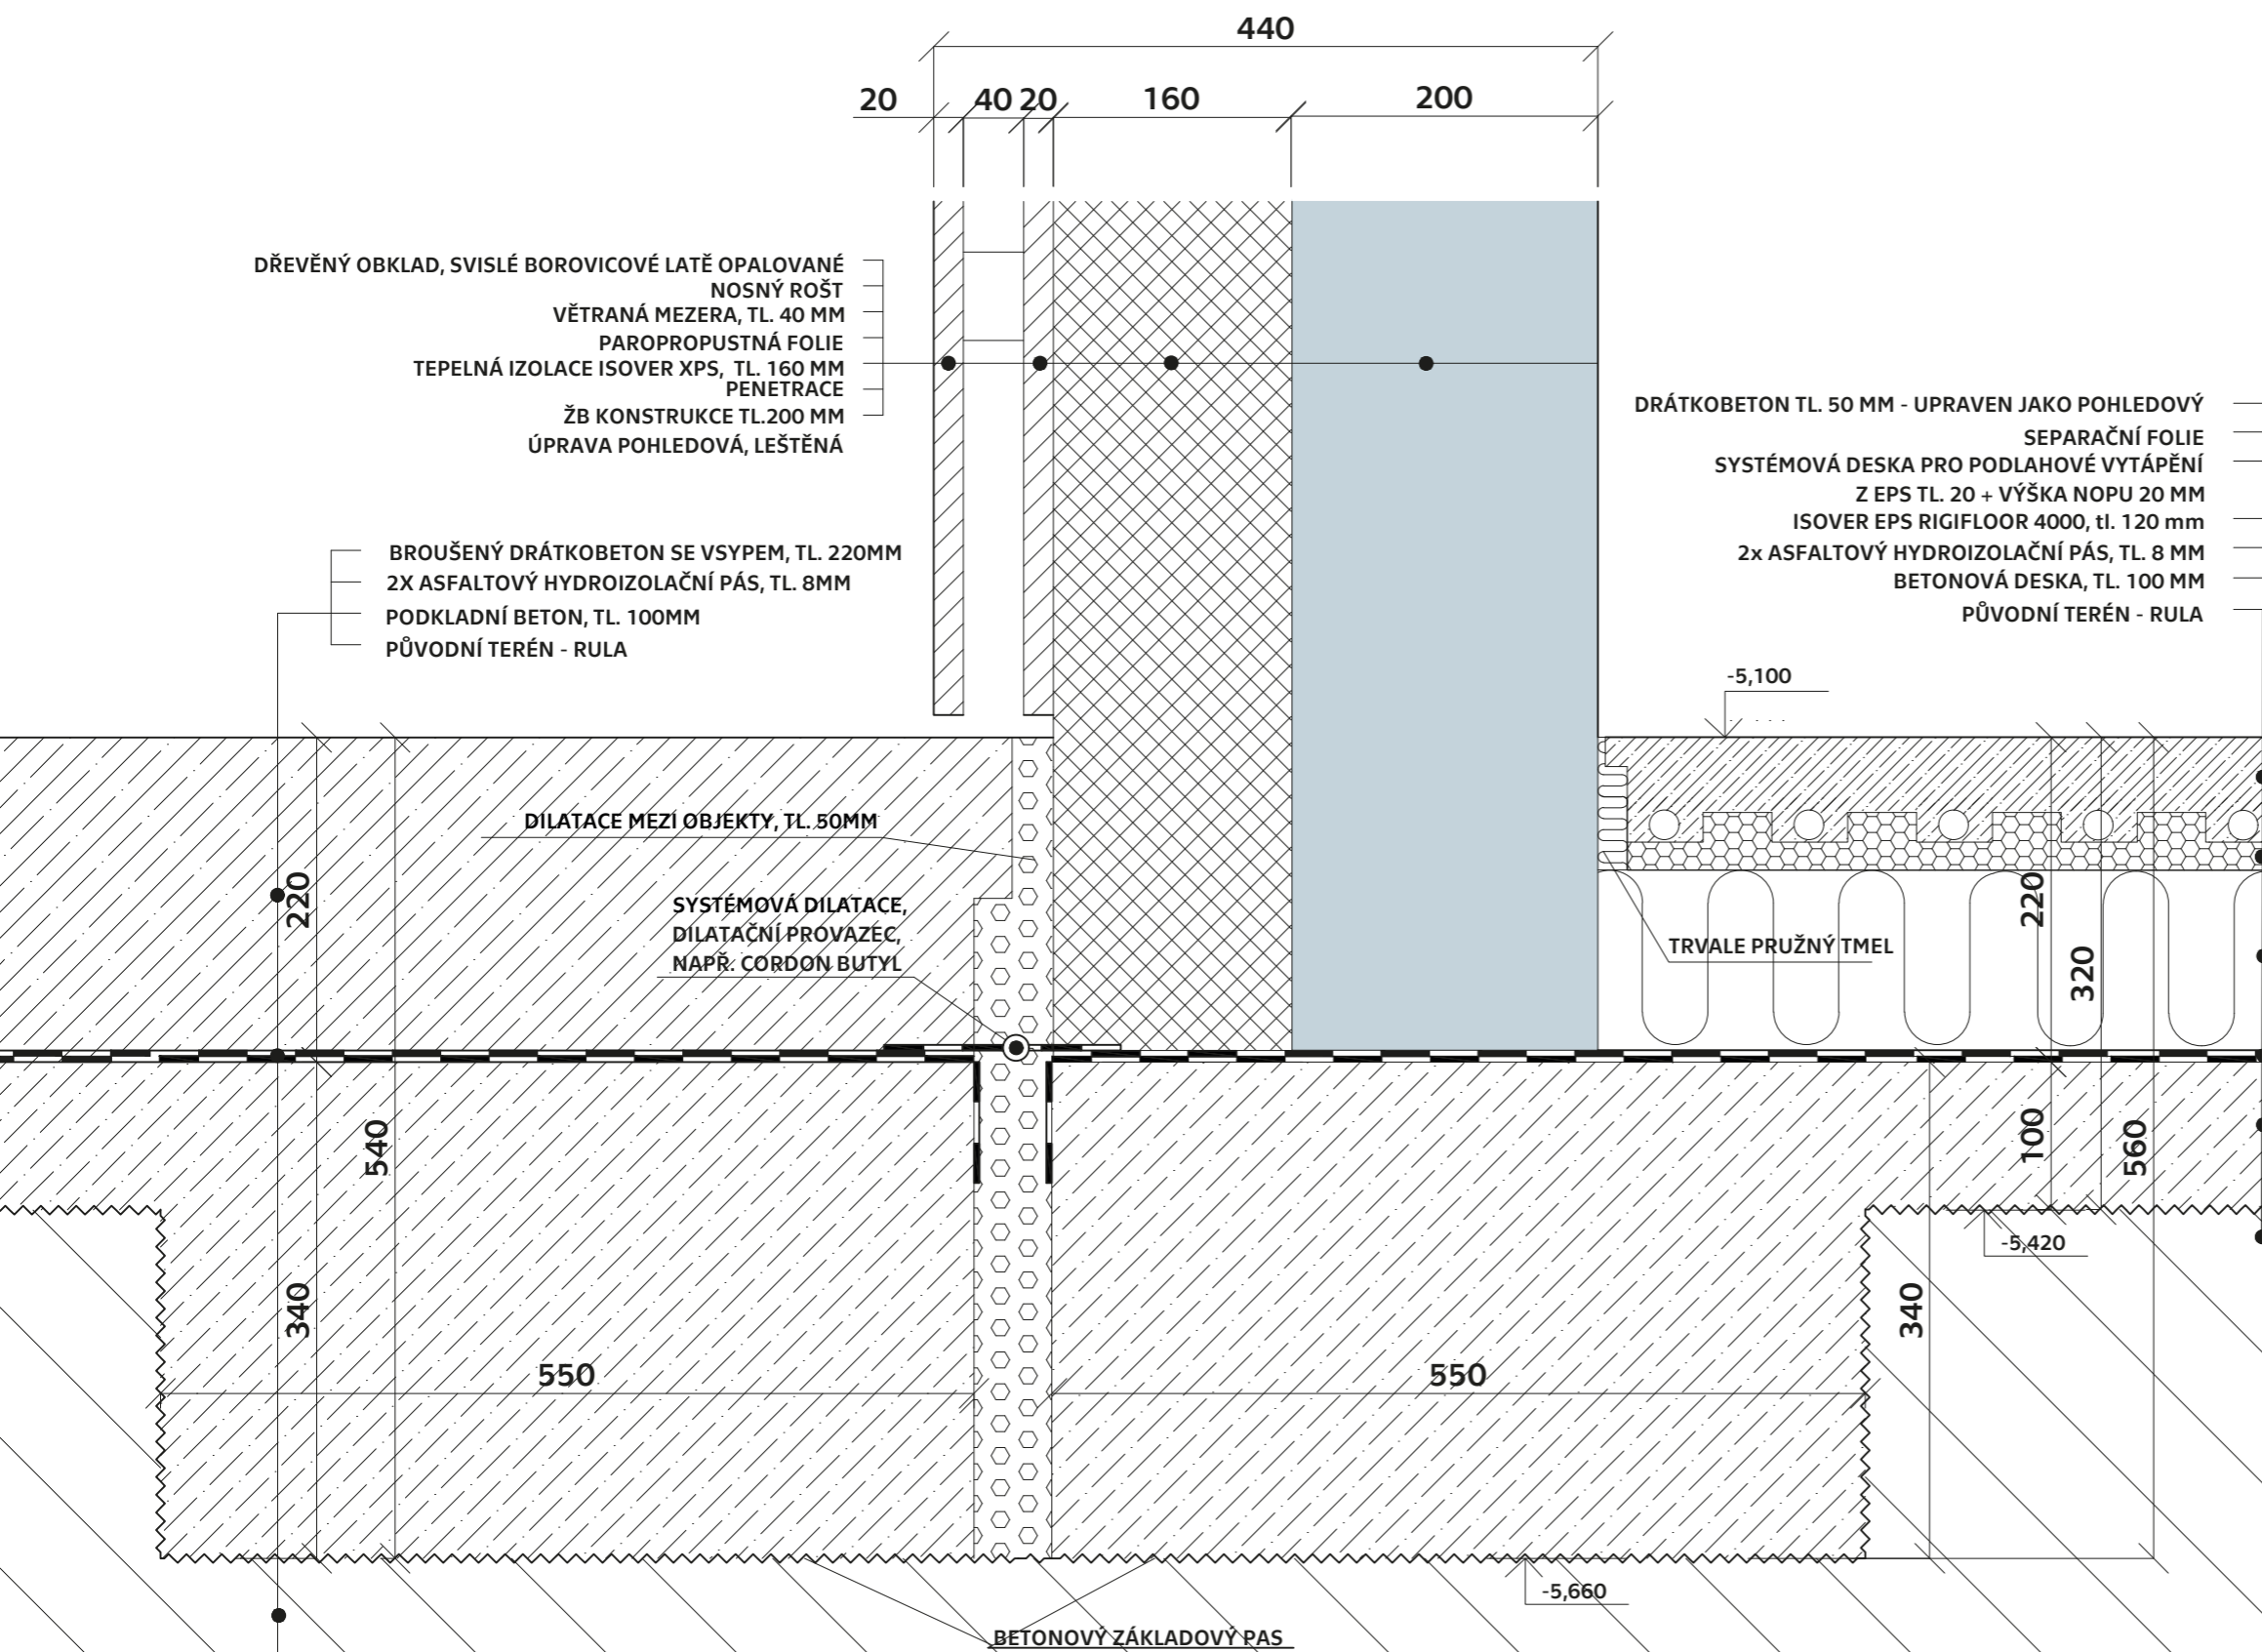 440
20 40 20 160 200
DŘEVĚNÝ OBKLAD, SVISLÉ BOROVICOVÉ LATĚ OPALOVANÉ
NOSNÝ ROŠT
VĚTRANÁ MEZERA, TL. 40 MM
PAROPROPUSTNÁ FOLIE
TEPELNÁ IZOLACE ISOVER XPS, TL. 160 MM
PENETRACE
ŽB KONSTRUKCE TL.200 MM
ÚPRAVA POHLEDOVÁ, LEŠTĚNÁ
DRÁTKOBETON TL. 50 MM - UPRAVEN JAKO POHLEDOVÝ
SEPARAČNÍ FOLIE
SYSTÉMOVÁ DESKA PRO PODLAHOVÉ VYTÁPĚNÍ
Z EPS TL. 20 + VÝŠKA NOPU 20 MM
ISOVER EPS RIGIFLOOR 4000, tl. 120 mm
2x ASFALTOVÝ HYDROIZOLAČNÍ PÁS, TL. 8 MM
BETONOVÁ DESKA, TL. 100 MM
PŮVODNÍ TERÉN - RULA
BROUŠENÝ DRÁTKOBETON SE VSYPEM, TL. 220MM
2X ASFALTOVÝ HYDROIZOLAČNÍ PÁS, TL. 8MM
PODKLADNÍ BETON, TL. 100MM
PŮVODNÍ TERÉN - RULA
-5,100
DILATACE MEZI OBJEKTY, TL. 50MM
220
SYSTÉMOVÁ DILATACE,
DILATAČNÍ PROVAZEC,
NAPŘ. CORDON BUTYL
TRVALE PRUŽNÝ TMEL
220
320
540
100
560
-5,420
340
340
550
550
-5,660
BETONOVÝ ZÁKLADOVÝ PAS